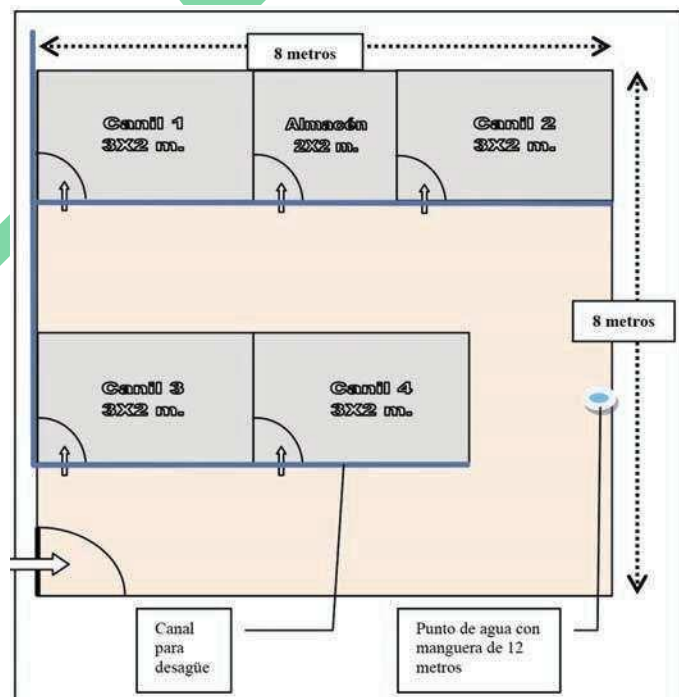 8 metros
Canil 1
3X2 m.
Almacén
2X2 m.
Canil 2
3X2 m.
8 metros
Canil 3
3X2 m.
Canil 4
3X2 m.
Canal
para
desagüe
Punto de agua con
manguera de 12
metros